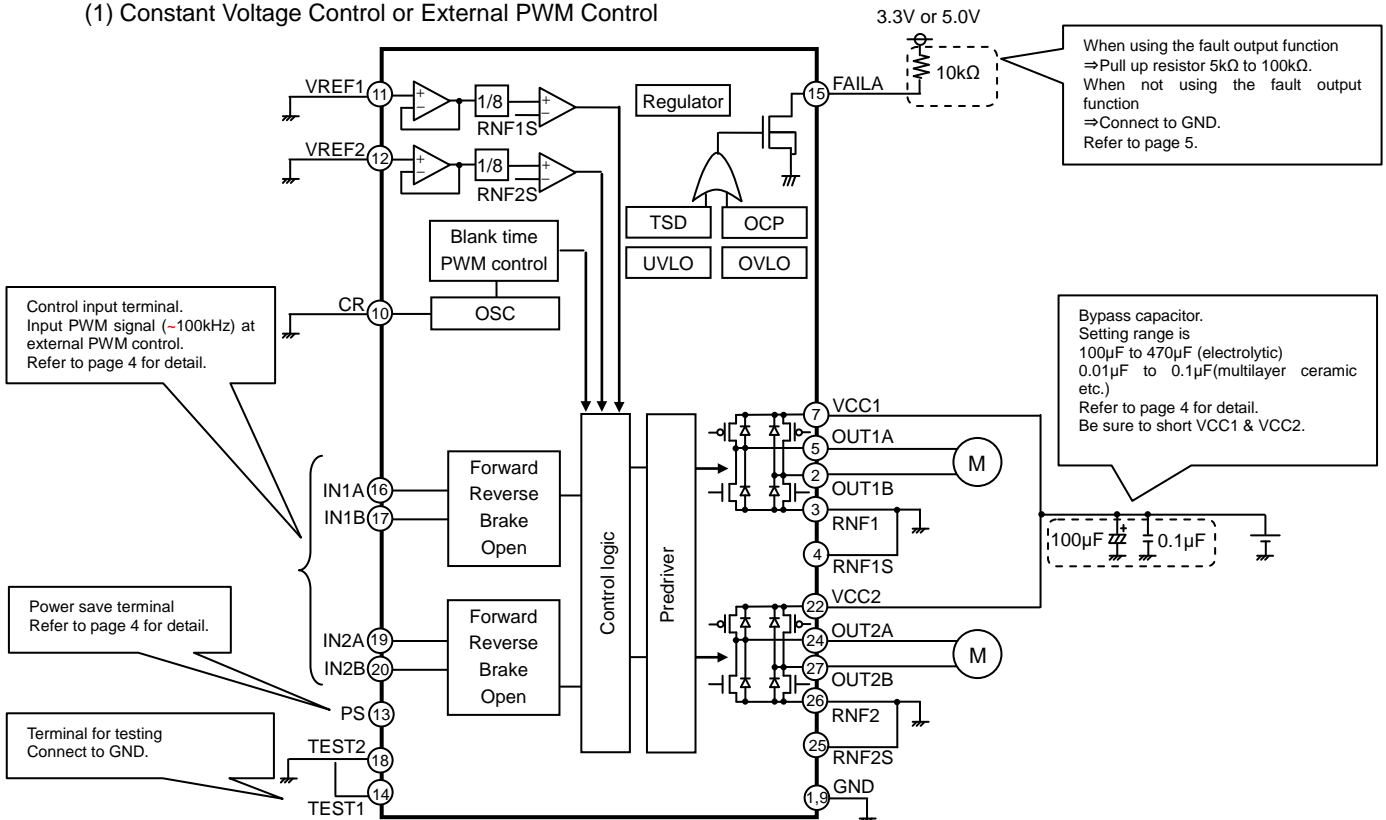 (1) Constant Voltage Control or External PWM Control
3.3V or 5.0V
10kΩ
When using the fault output function
⇒Pull up resistor 5kΩ to 100kΩ.
When not using the fault output
function
⇒Connect to GND.
Refer to page 5.
VREF1
11
+
−
1/8
RNF1S
+
−
Regulator
15
FAILA
VREF2
12
+
−
1/8
RNF2S
+
−
TSD
OCP
UVLO
OVLO
Blank time
PWM control
CR
10
OSC
Control input terminal.
Input PWM signal (~100kHz) at
external PWM control.
Refer to page 4 for detail.
Bypass capacitor.
Setting range is
100µF to 470µF (electrolytic)
0.01µF to 0.1µF(multilayer ceramic
etc.)
Refer to page 4 for detail.
Be sure to short VCC1 & VCC2.
IN1A
16
IN1B
17
Forward
Reverse
Brake
Open
Control logic
Predriver
7
VCC1
5
OUT1A
M
2
OUT1B
3
RNF1
4
RNF1S
100µF
+
0.1µF
Power save terminal
Refer to page 4 for detail.
IN2A
19
IN2B
20
Forward
Reverse
Brake
Open
22
VCC2
24
OUT2A
M
27
OUT2B
26
RNF2
25
RNF2S
PS
13
Terminal for testing
Connect to GND.
TEST2
18
14
TEST1
1,9
GND